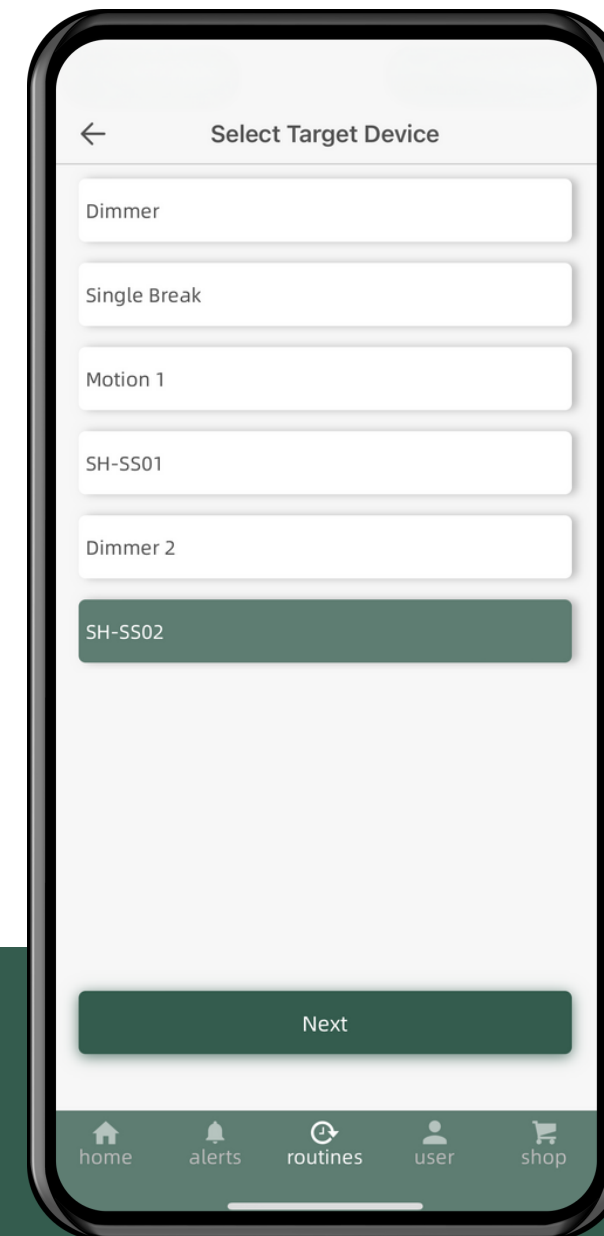 Select Target Device
Dimmer
Single Break
Motion 1
SH-SS01
Dimmer 2
SH-SS02
Next
home alerts routines user shop